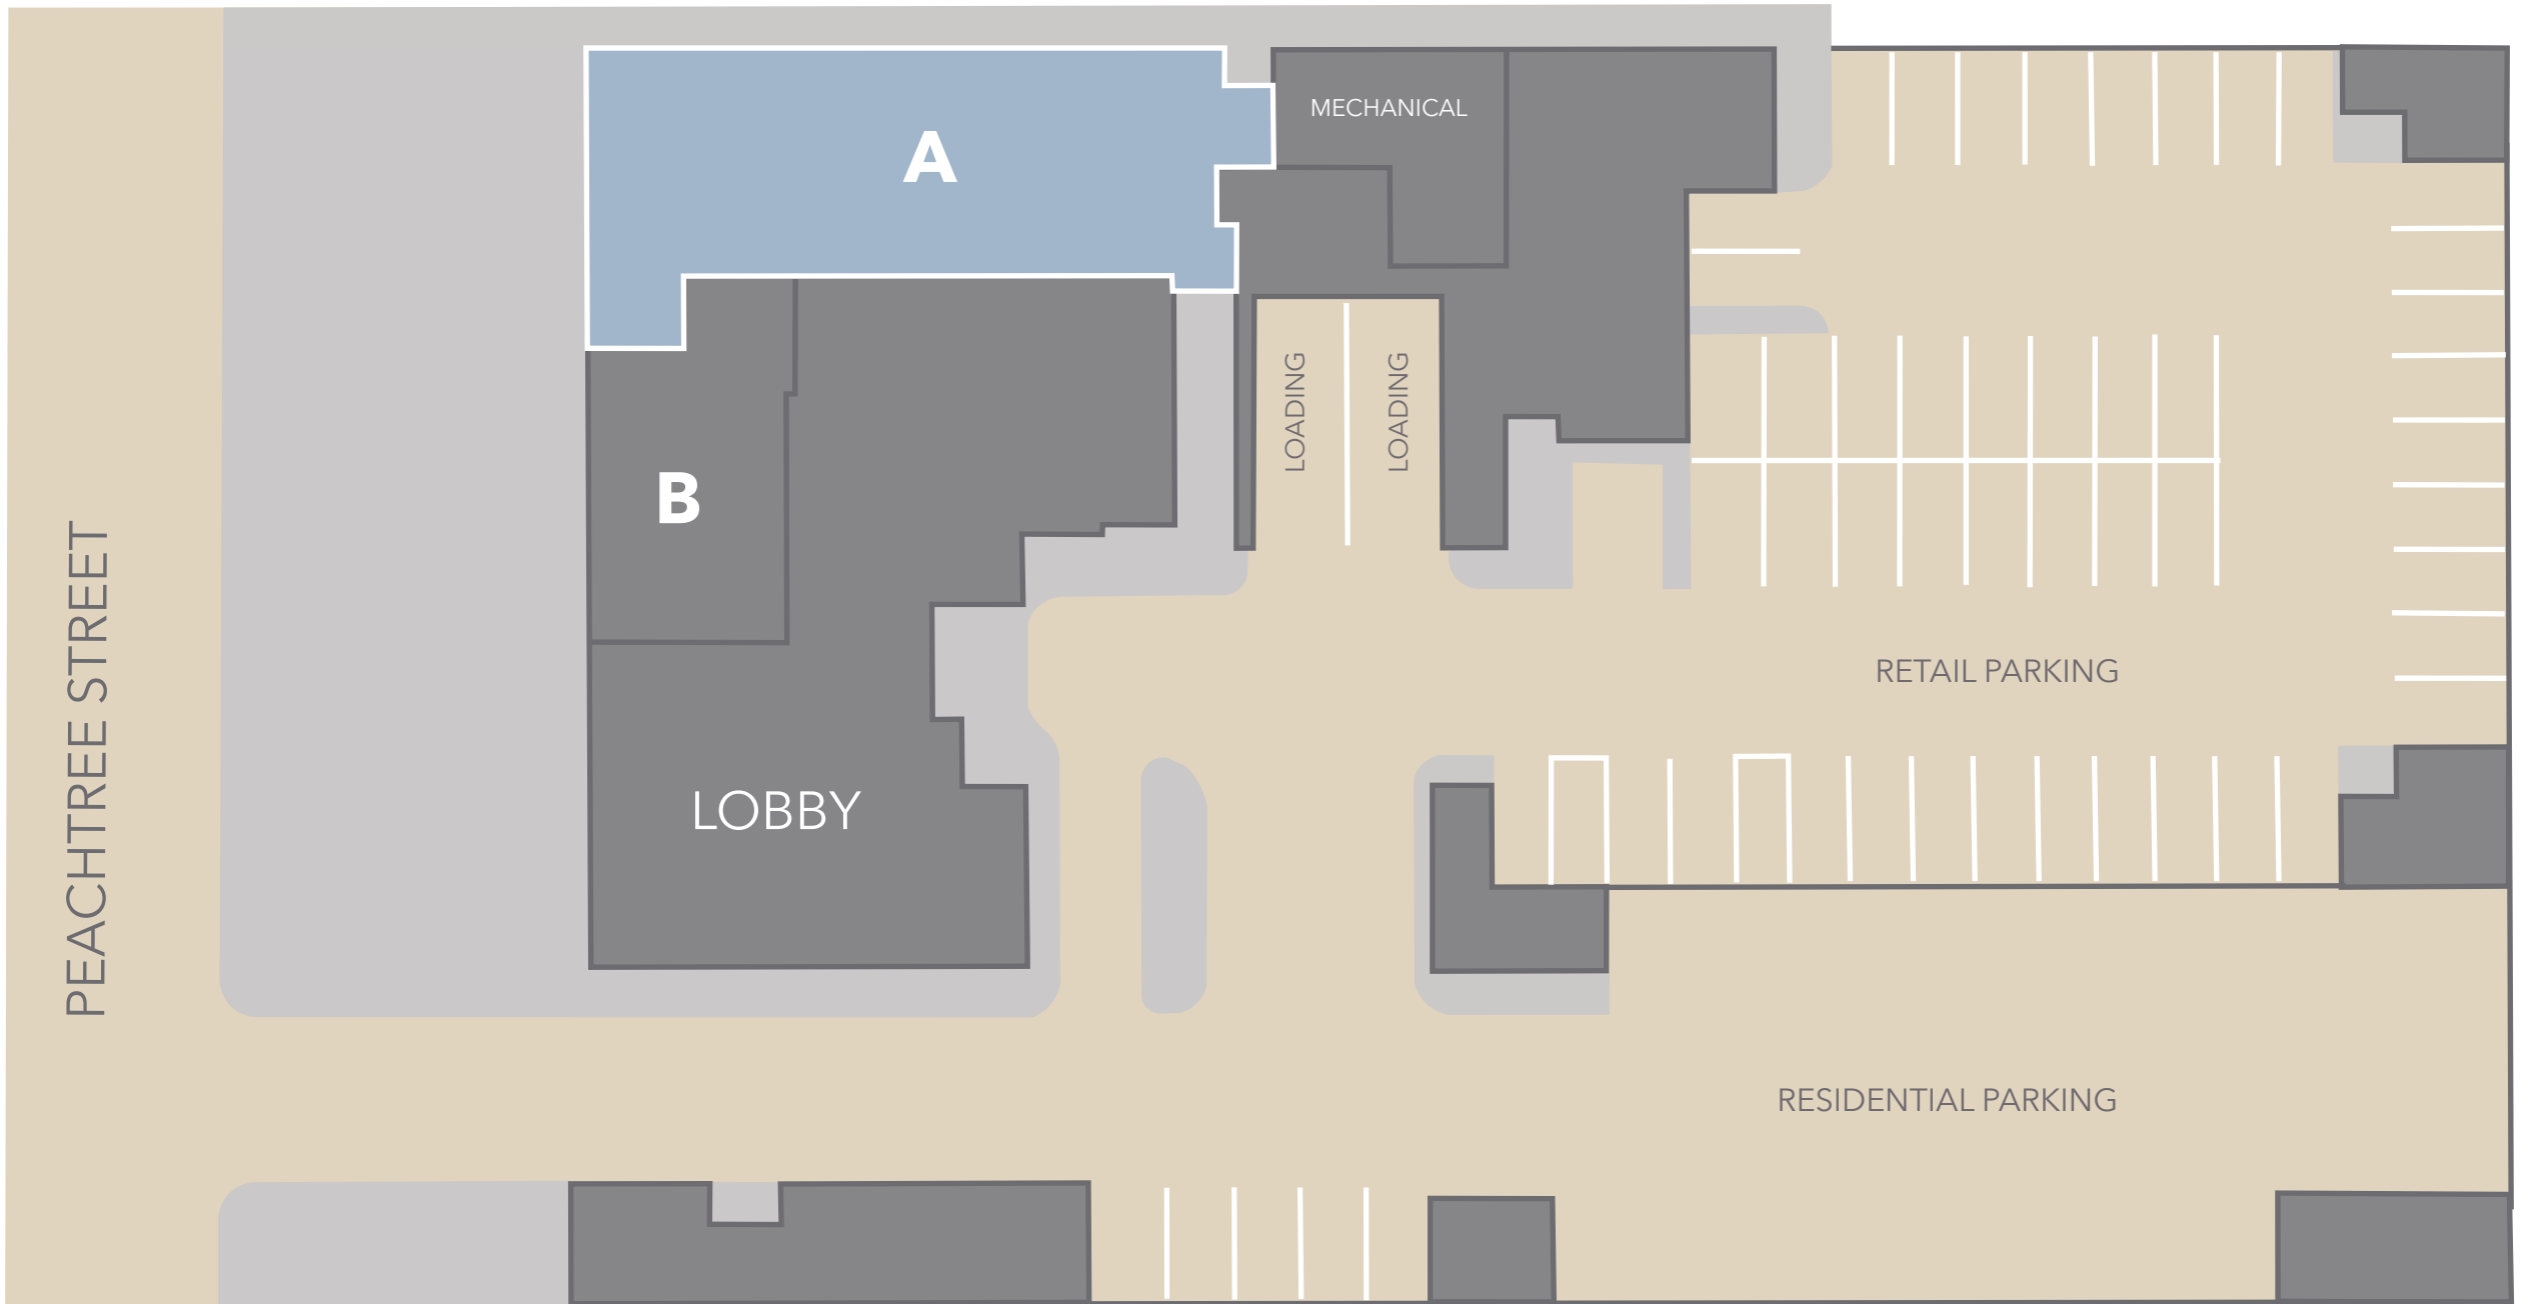 A
MECHANICAL
LOADING
LOADING
B
PEACHTREE STREET
RETAIL PARKING
LOBBY
RESIDENTIAL PARKING